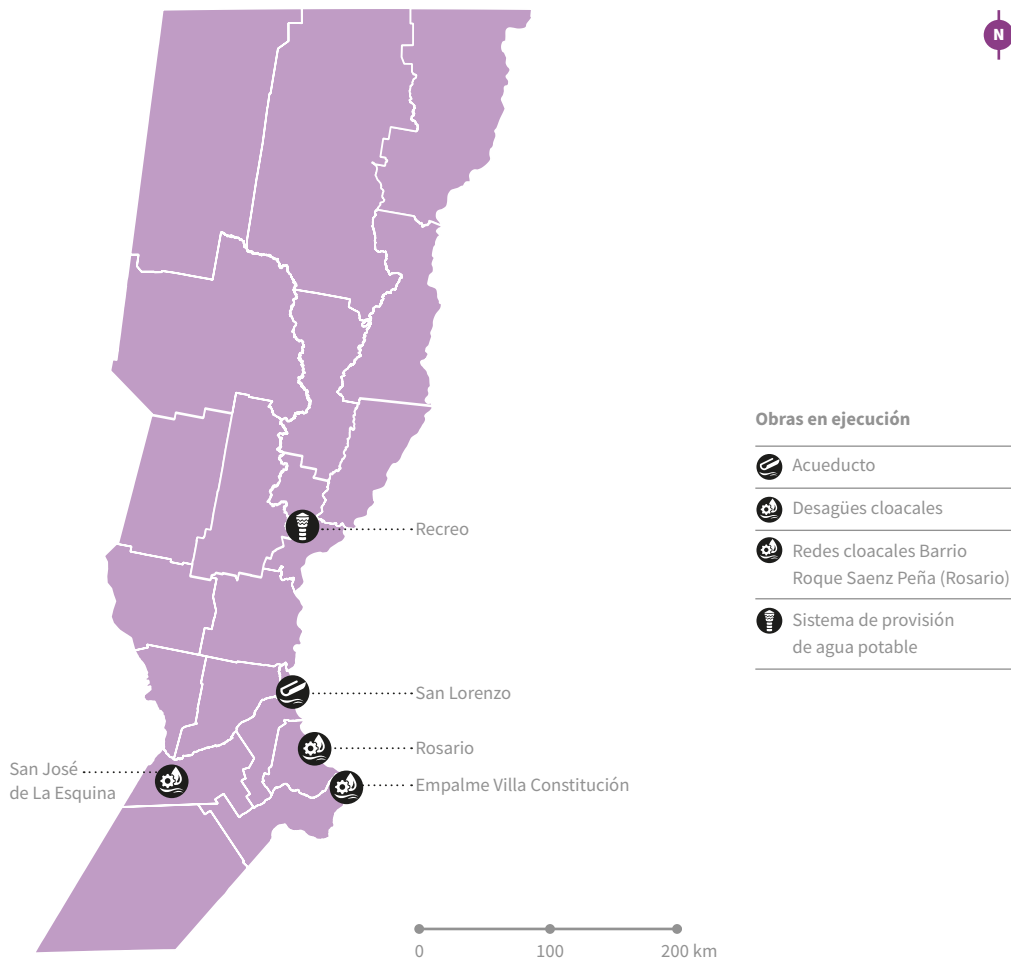 N
Obras en ejecución
Acueducto
Desagües cloacales
Redes cloacales Barrio
Roque Saenz Peña (Rosario)
Sistema de provisión
de agua potable
Recreo
San Lorenzo
Rosario
Empalme Villa Constitución
San José
de La Esquina
0 100 200 km